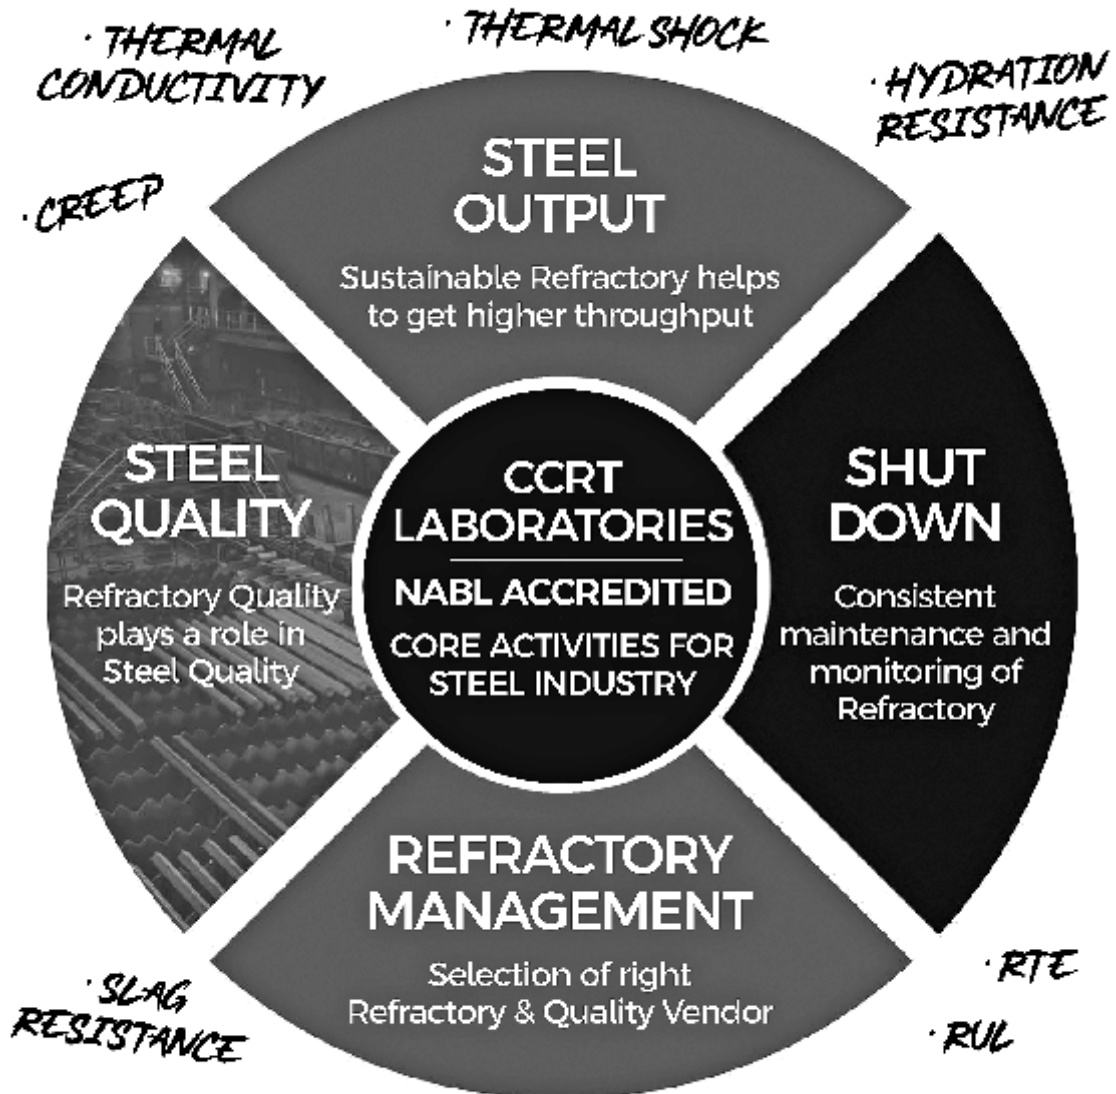 · THERMAL
CONDUCTIVITY
· THERMAL SHOCK
· HYDRATION
RESISTANCE
· CREEP
STEEL
OUTPUT
Sustainable Refractory helps
to get higher throughput
STEEL
QUALITY
Refractory Quality
plays a role in
Steel Quality
CCRT
LABORATORIES
NABL ACCREDITED
CORE ACTIVITIES FOR
STEEL INDUSTRY
SHUT
DOWN
Consistent
maintenance and
monitoring of
Refractory
REFRACTORY
MANAGEMENT
Selection of right
Refractory & Quality Vendor
· SLAG
RESISTANCE
· RTE
· RUL